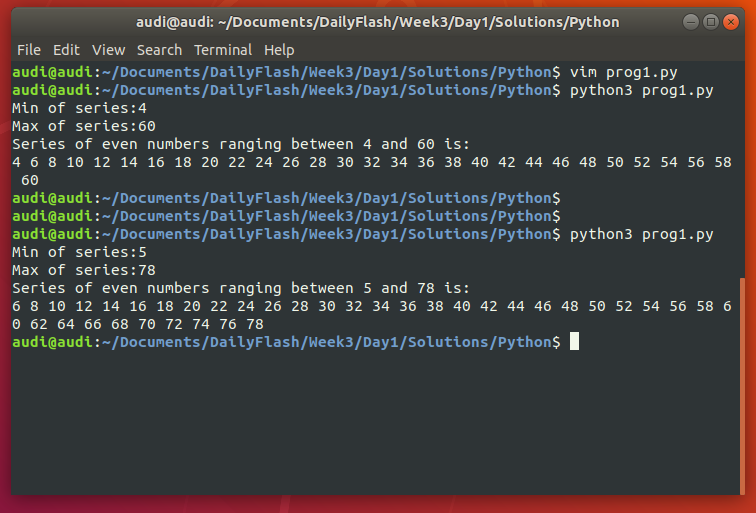 audi@audi: ~/Documents/DailyFlash/Week3/Day1/Solutions/Python
File Edit View Search Terminal Help
audi@audi:~/Documents/DailyFlash/Week3/Day1/Solutions/Python$ vim prog1.py
audi@audi:~/Documents/DailyFlash/Week3/Day1/Solutions/Python$ python3 prog1.py
Min of series:4
Max of series:60
Series of even numbers ranging between 4 and 60 is:
4 6 8 10 12 14 16 18 20 22 24 26 28 30 32 34 36 38 40 42 44 46 48 50 52 54 56 58
 60
audi@audi:~/Documents/DailyFlash/Week3/Day1/Solutions/Python$
audi@audi:~/Documents/DailyFlash/Week3/Day1/Solutions/Python$
audi@audi:~/Documents/DailyFlash/Week3/Day1/Solutions/Python$ python3 prog1.py
Min of series:5
Max of series:78
Series of even numbers ranging between 5 and 78 is:
6 8 10 12 14 16 18 20 22 24 26 28 30 32 34 36 38 40 42 44 46 48 50 52 54 56 58 6
0 62 64 66 68 70 72 74 76 78
audi@audi:~/Documents/DailyFlash/Week3/Day1/Solutions/Python$